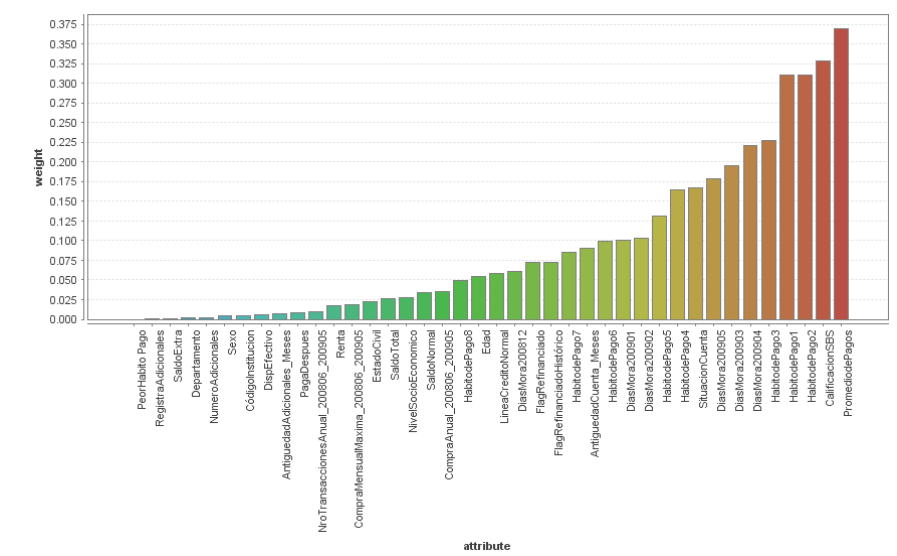 0.375
0.350
0.325
0.300
0.275
0.250
0.225
0.200
0.175
0.150
0.125
0.100
0.075
0.050
0.025
0.000
weight
PeorHabito Pago
RegistraAdicionales
SaldoExtra
Departamento
NumeroAdicionales
Sexo
CódigoInstitucion
DispEfectivo
AntiguedadAdicionales_Meses
PagaDespues
NroTransaccionesAnual_200806_200905
Renta
CompraMensualMaxima_200806_200905
EstadoCivil
SaldoTotal
NivelSocioEconomico
SaldoNormal
CompraAnual_200806_200905
HabitodePago8
Edad
LineaCreditoNormal
DiasMora200812
FlagRefinanciado
FlagRefinanciadoHistórico
HabitodePago7
AntiguedadCuenta_Meses
HabitodePago6
DiasMora200901
DiasMora200902
HabitodePago5
HabitodePago4
SituacionCuenta
DiasMora200905
DiasMora200903
DiasMora200904
HabitodePago3
HabitodePago1
HabitodePago2
CalificacionSBS
PromediodePagos
attribute